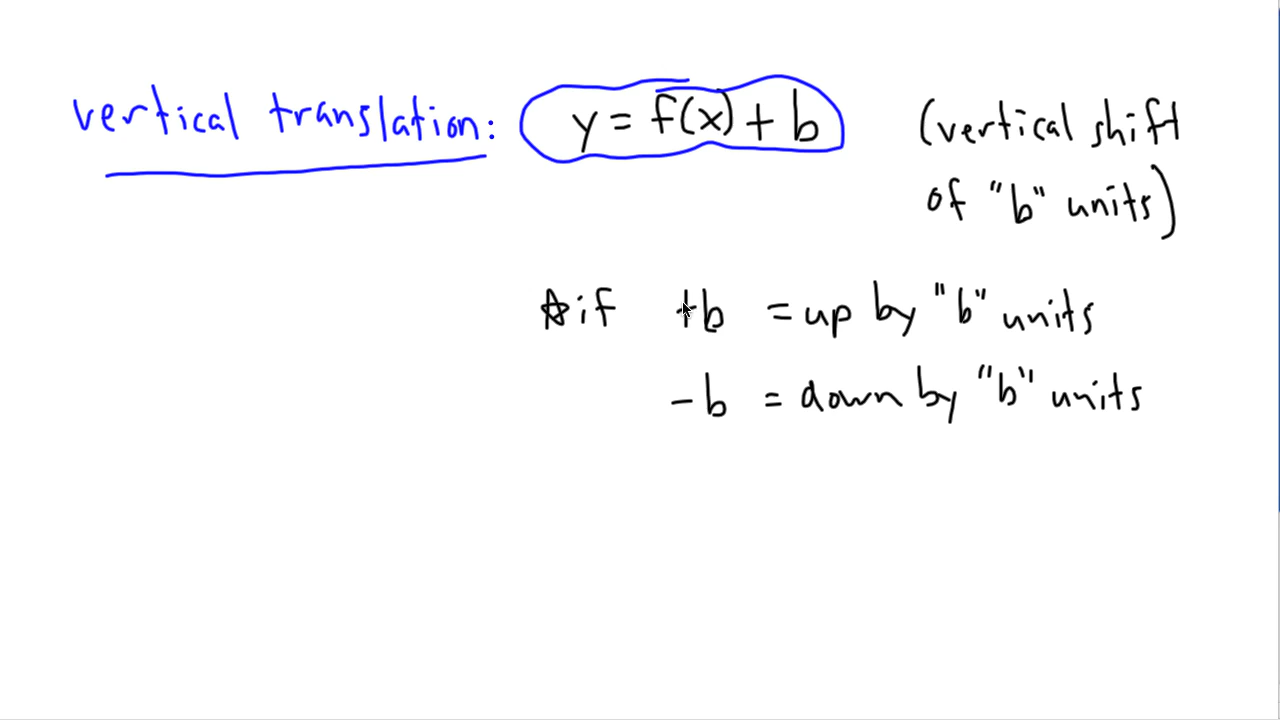 vertical translation: y = f(x) + b (vertical shift
of "b" units)
☆ if +b = up by "b" units
-b = down by "b" units